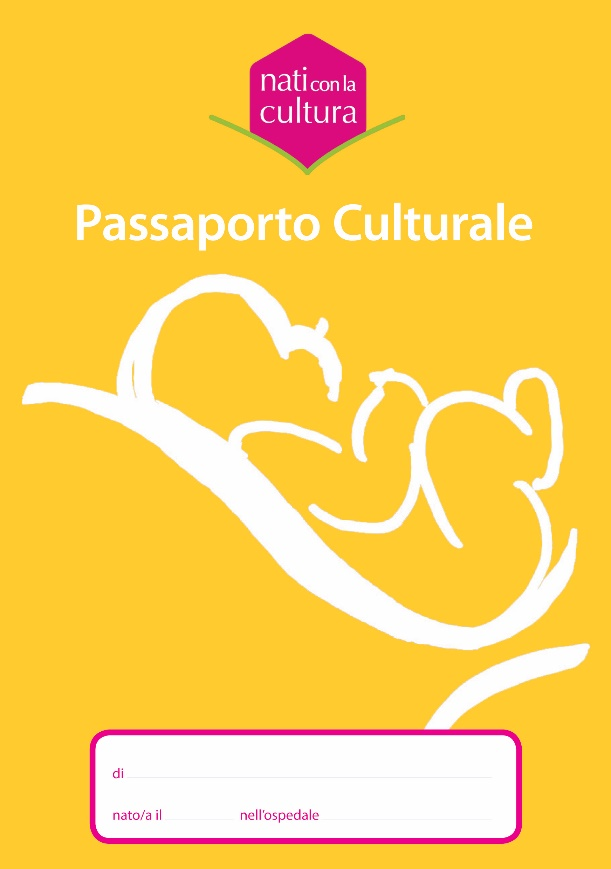 nati con la
cultura
Passaporto Culturale
di
nato/a il nell'ospedale